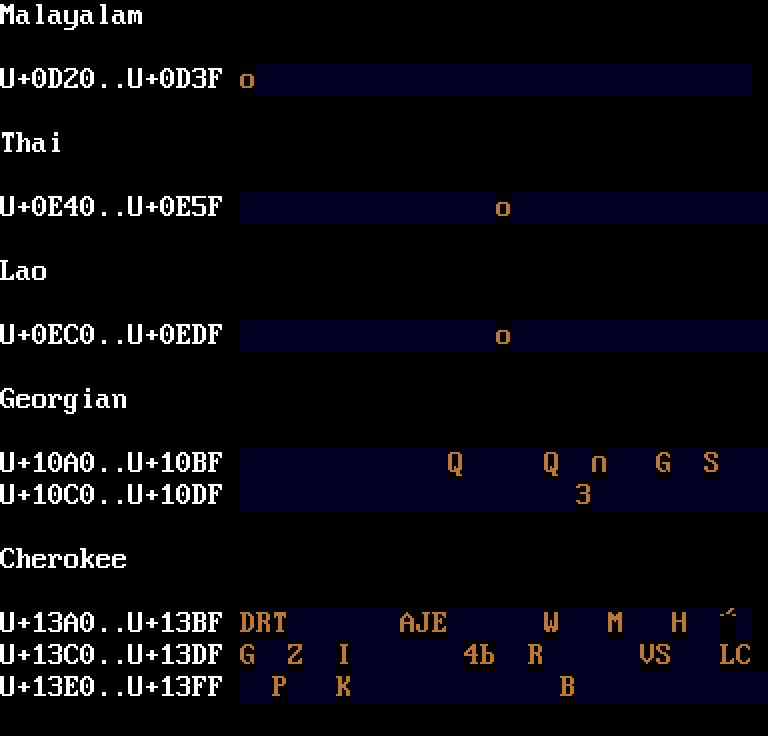 Malayalam
U+0D20..U+0D3F o
Thai
U+0E40..U+0E5F o
Lao
U+0EC0..U+0EDF o
Georgian
U+10A0..U+10BF Q Q n G S
U+10C0..U+10DF 3
Cherokee
U+13A0..U+13BF DRT AJE W M H ՛
U+13C0..U+13DF G Z I 4b R VS LC
U+13E0..U+13FF P K B